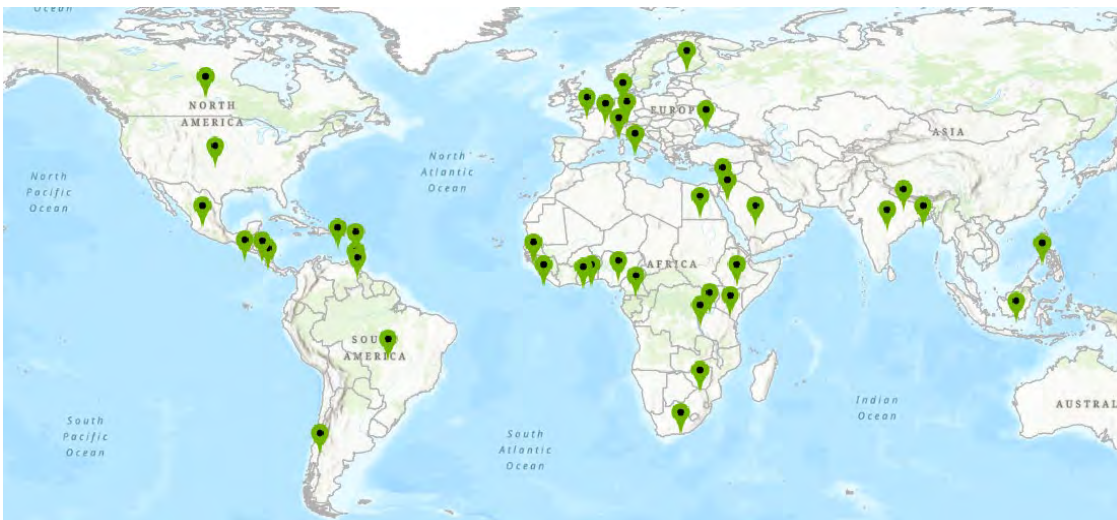 Ocean
NORTH
AMERICA
EUROPE
ASIA
North
Pacific
Ocean
North
Atlantic
Ocean
AFRICA
SOU
AMERICA
South
Pacific
Ocean
South
Atlantic
Ocean
Indian
Ocean
AUSTRAL